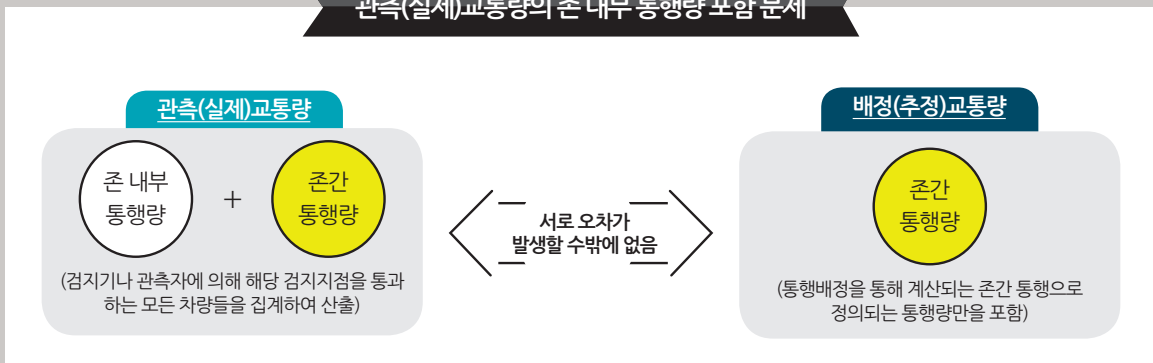 관측(실제)교통량의 존 내부 통행량 포함 문제
관측(실제)교통량
존 내부
통행량
+
존간
통행량
(검지기나 관측자에 의해 해당 검지지점을 통과
하는 모든 차량들을 집계하여 산출)
서로 오차가
발생할 수밖에 없음
배정(추정)교통량
존간
통행량
(통행배정을 통해 계산되는 존간 통행으로
정의되는 통행량만을 포함)